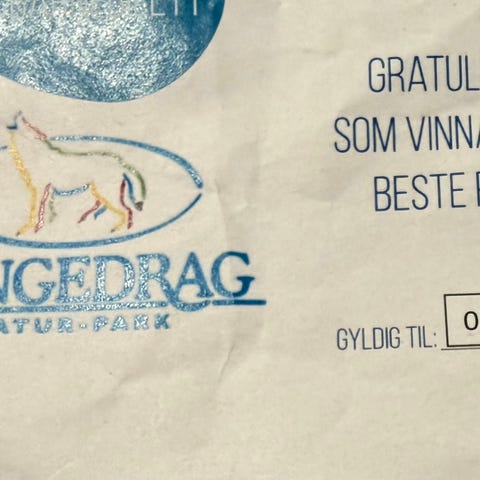 GRATUL
SOM VINNA
BESTE
NGEDRAG
ATUR-PARK
GYLDIG TIL: 0